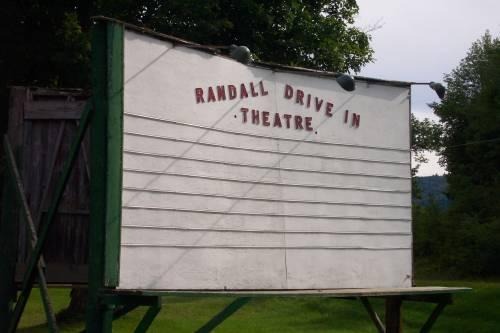 RANDALL DRIVE IN
· THEATRE ·